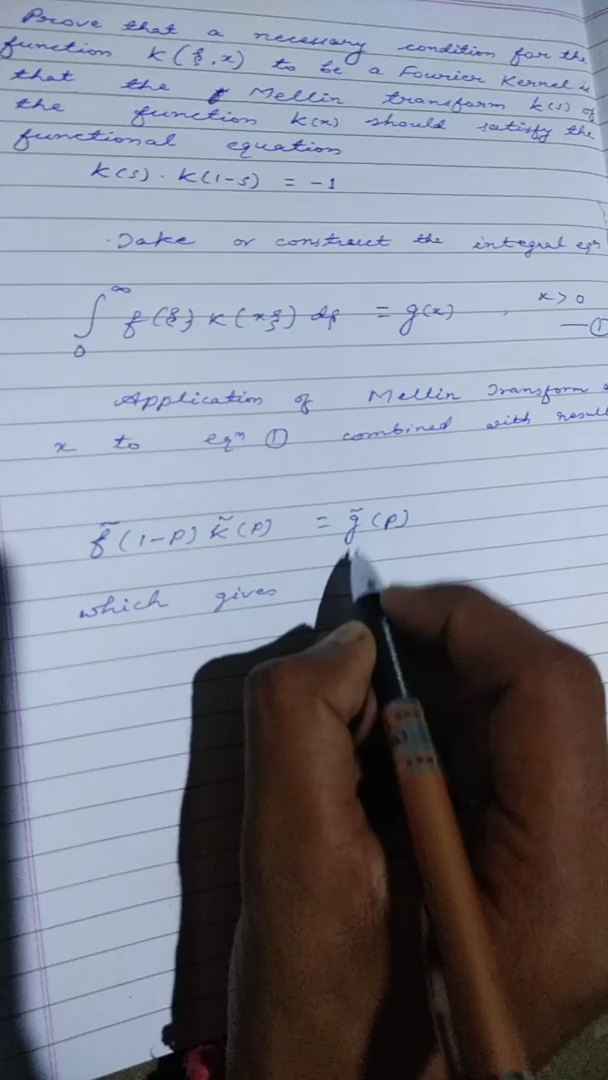 Prove that a necessary condition for the
function K(ξ,x) to be a Fourier Kernel is
that the Mellin transform K(s) of
the function K(x) should satisfy the
functional equation
K(s) · K(1-s) = -1
Take or construct the integral eqn
∫₀^∞ f(ξ) K(xξ) dξ = g(x) , x > 0
— ①
Application of Mellin Transform
x to eqn ① combined with result
f̃(1-P) k̃(P) = g̃(P)
which gives